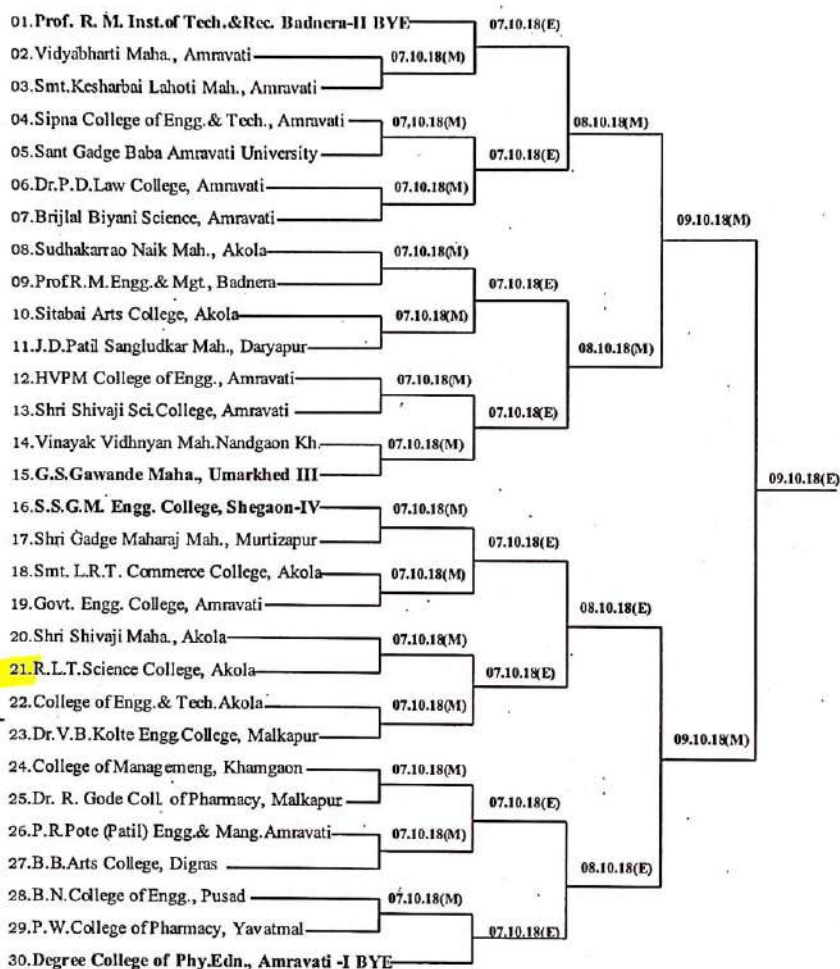 01.Prof. R. M. Inst.of Tech.&Rec. Badnera-II BYE 07.10.18(E)
02.Vidyabharti Maha., Amravati 07.10.18(M)
03.Smt.Kesharbai Lahoti Mah., Amravati
04.Sipna College of Engg.& Tech., Amravati 07,10.18(M) 08.10.18(M)
05.Sant Gadge Baba Amravati University 07.10.18(E)
06.Dr.P.D.Law College, Amravati 07.10.18(M)
07.Brijlal Biyani Science, Amravati 09.10.18(M)
08.Sudhakarrao Naik Mah., Akola 07.10.18(M)
09.Prof.R.M.Engg.& Mgt., Badnera 07.10.18(E)
10.Sitabai Arts College, Akola 07.10.18(M)
11.J.D.Patil Sangludkar Mah., Daryapur 08.10.18(M)
12.HVPM College of Engg., Amravati 07.10.18(M)
13.Shri Shivaji Sci.College, Amravati 07.10.18(E)
14.Vinayak Vidhnyan Mah.Nandgaon Kh. 07.10.18(M)
15.G.S.Gawande Maha., Umarkhed III 09.10.18(E)
16.S.S.G.M. Engg. College, Shegaon-IV 07.10.18(M)
17.Shri Gadge Maharaj Mah., Murtizapur 07.10.18(E)
18.Smt. L.R.T. Commerce College, Akola 07.10.18(M)
19.Govt. Engg. College, Amravati 08.10.18(E)
20.Shri Shivaji Maha., Akola 07.10.18(M)
21.R.L.T.Science College, Akola 07.10.18(E)
22.College of Engg.& Tech.Akola 07.10.18(M)
23.Dr.V.B.Kolte Engg.College, Malkapur 09.10.18(M)
24.College of Managemeng, Khamgaon 07.10.18(M)
25.Dr. R. Gode Coll. of Pharmacy, Malkapur 07.10.18(E)
26.P.R.Pote (Patil) Engg.& Mang.Amravati 07.10.18(M)
27.B.B.Arts College, Digras 08.10.18(E)
28.B.N.College of Engg., Pusad 07.10.18(M)
29.P.W.College of Pharmacy, Yavatmal 07.10.18(E)
30.Degree College of Phy.Edn., Amravati -I BYE